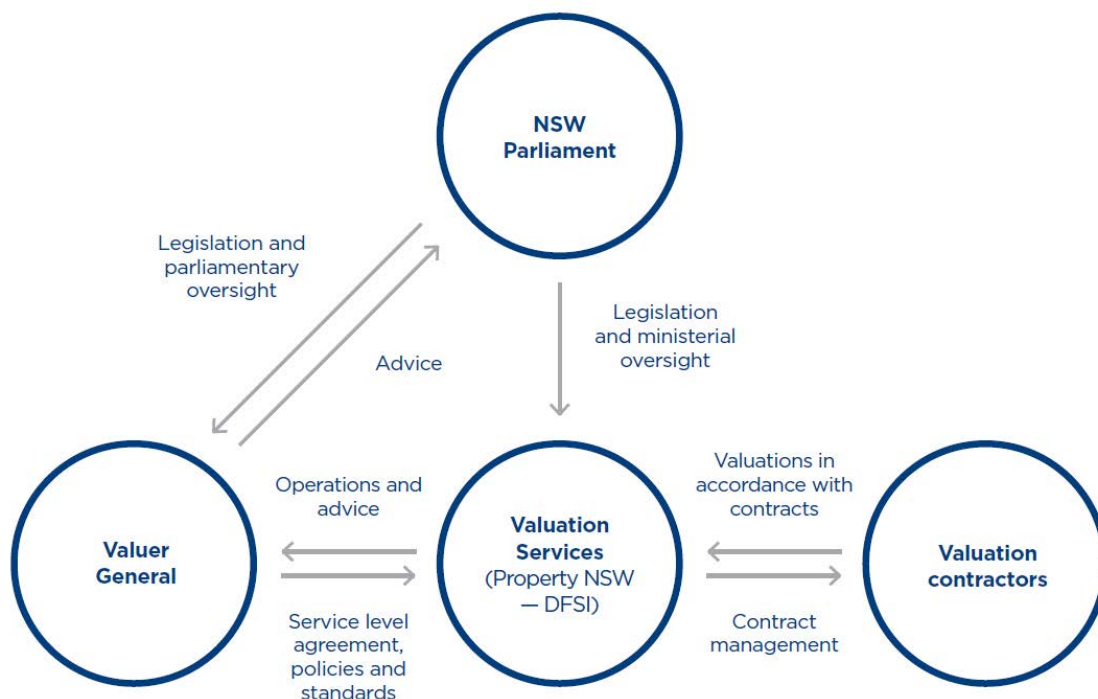 NSW
Parliament
Legislation and
parliamentary
oversight
Advice
Legislation
and ministerial
oversight
Valuer
General
Operations and
advice
Service level
agreement,
policies and
standards
Valuation
Services
(Property NSW
— DFSI)
Valuations in
accordance with
contracts
Contract
management
Valuation
contractors